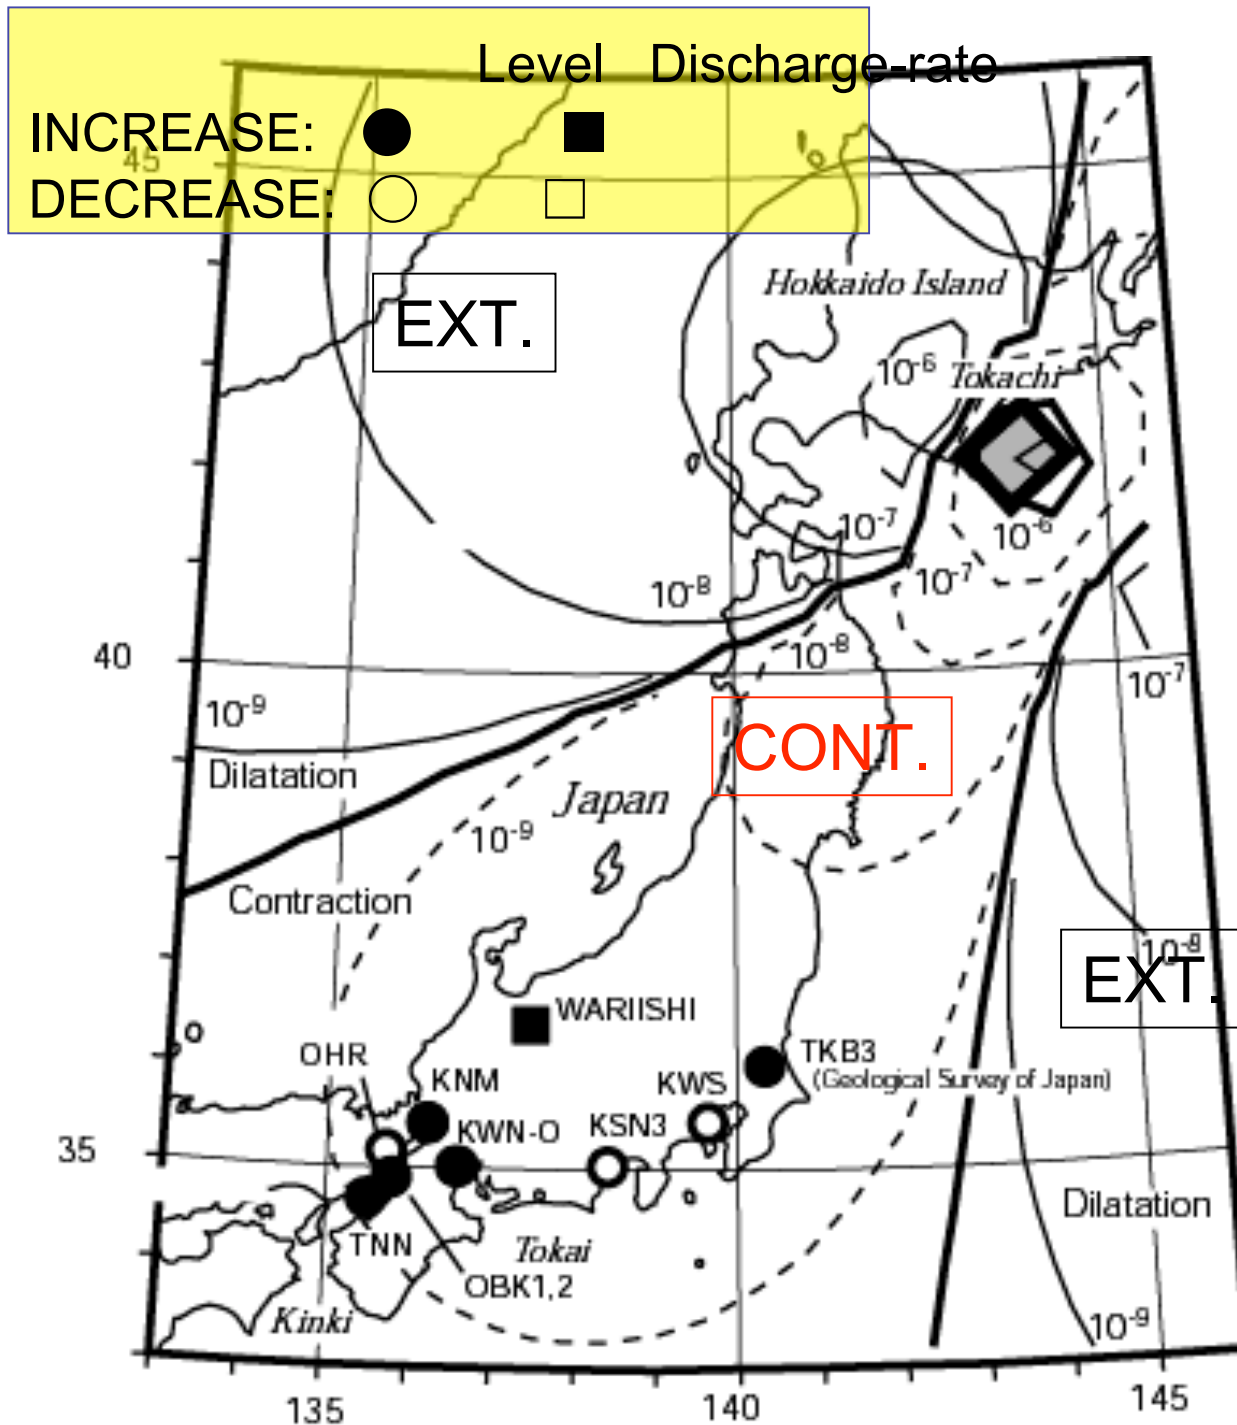 Level Discharge-rate
INCREASE:
45
DECREASE:
Hokkaido Island
EXT.
10-6 Tokachi
10-7
10-6
10-7
10-8
10-8
40
10-7
10-9
CONT.
Dilatation
Japan
10-9
Contraction
10-8
EXT.
WARIISHI
OHR
TKB3
KNM
KWS
(Geological Survey of Japan)
KWN-O
KSN3
35
Dilatation
TNN
Tokai
OBK1,2
Kinki
10-9
135
140
145